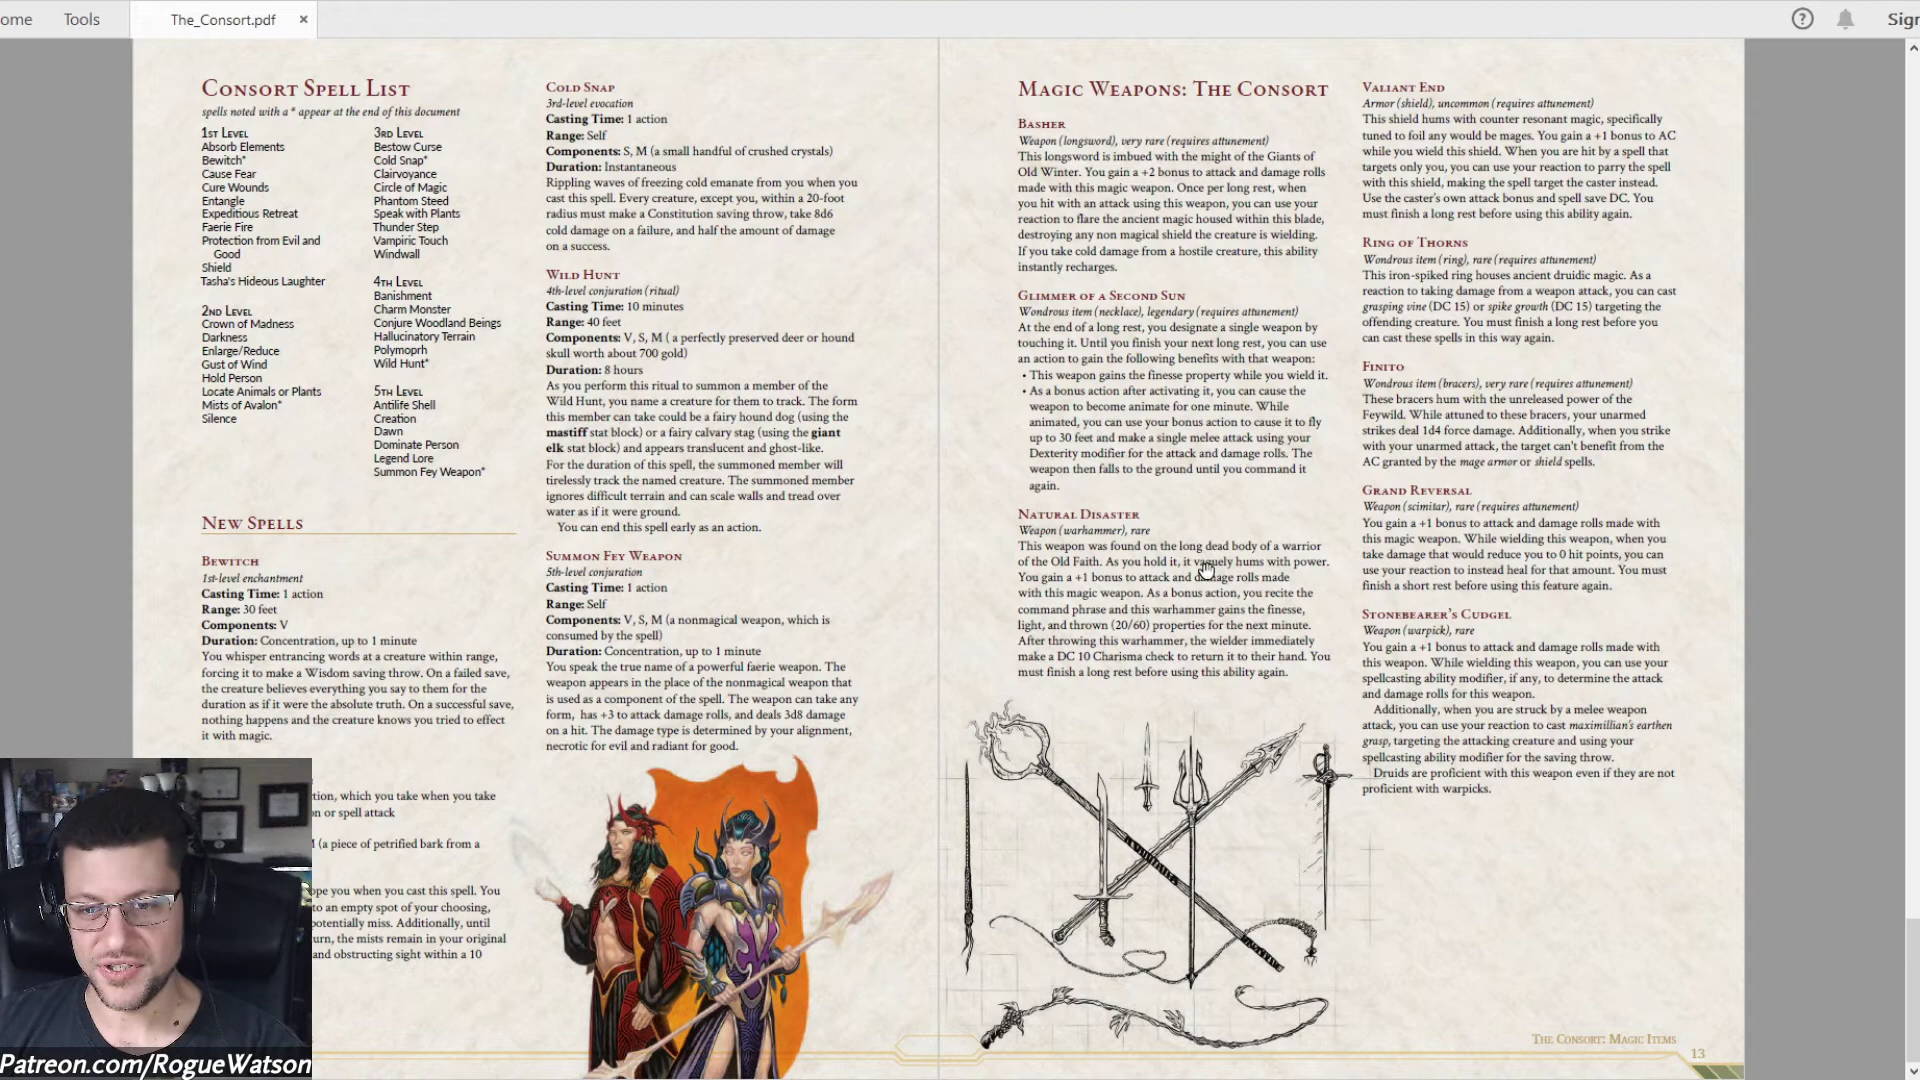 ome
Tools
The_Consort.pdf
×
?
Sign
Consort Spell List
spells noted with a * appear at the end of this document
1st Level
Absorb Elements
Bewitch*
Cause Fear
Cure Wounds
Entangle
Expeditious Retreat
Faerie Fire
Protection from Evil and
Good
Shield
Tasha's Hideous Laughter
2nd Level
Crown of Madness
Darkness
Enlarge/Reduce
Gust of Wind
Hold Person
Locate Animals or Plants
Mists of Avalon*
Silence
3rd Level
Bestow Curse
Cold Snap*
Clairvoyance
Circle of Magic
Phantom Steed
Speak with Plants
Thunder Step
Vampiric Touch
Windwall
4th Level
Banishment
Charm Monster
Conjure Woodland Beings
Hallucinatory Terrain
Polymoprh
Wild Hunt*
5th Level
Antilife Shell
Creation
Dawn
Dominate Person
Legend Lore
Summon Fey Weapon*
New Spells
Bewitch
1st-level enchantment
Casting Time: 1 action
Range: 30 feet
Components: V
Duration: Concentration, up to 1 minute
You whisper entrancing words at a creature within range,
forcing it to make a Wisdom saving throw. On a failed save,
the creature believes everything you say to them for the
duration as if it were the absolute truth. On a successful save,
nothing happens and the creature knows you tried to effect
it with magic.
tion, which you take when you take
n or spell attack
(a piece of petrified bark from a
ope you when you cast this spell. You
to an empty spot of your choosing,
potentially miss. Additionally, until
urn, the mists remain in your original
and obstructing sight within a 10
Cold Snap
3rd-level evocation
Casting Time: 1 action
Range: Self
Components: S, M (a small handful of crushed crystals)
Duration: Instantaneous
Rippling waves of freezing cold emanate from you when you
cast this spell. Every creature, except you, within a 20-foot
radius must make a Constitution saving throw, take 8d6
cold damage on a failure, and half the amount of damage
on a success.
Wild Hunt
4th-level conjuration (ritual)
Casting Time: 10 minutes
Range: 40 feet
Components: V, S, M ( a perfectly preserved deer or hound
skull worth about 700 gold)
Duration: 8 hours
As you perform this ritual to summon a member of the
Wild Hunt, you name a creature for them to track. The form
this member can take could be a fairy hound dog (using the
mastiff stat block) or a fairy calvary stag (using the giant
elk stat block) and appears translucent and ghost-like.
For the duration of this spell, the summoned member will
tirelessly track the named creature. The summoned member
ignores difficult terrain and can scale walls and tread over
water as if it were ground.
You can end this spell early as an action.
Summon Fey Weapon
5th-level conjuration
Casting Time: 1 action
Range: Self
Components: V, S, M (a nonmagical weapon, which is
consumed by the spell)
Duration: Concentration, up to 1 minute
You speak the true name of a powerful faerie weapon. The
weapon appears in the place of the nonmagical weapon that
is used as a component of the spell. The weapon can take any
form, has +3 to attack damage rolls, and deals 3d8 damage
on a hit. The damage type is determined by your alignment,
necrotic for evil and radiant for good.
Magic Weapons: The Consort
Basher
Weapon (longsword), very rare (requires attunement)
This longsword is imbued with the might of the Giants of
Old Winter. You gain a +2 bonus to attack and damage rolls
made with this magic weapon. Once per long rest, when
you hit with an attack using this weapon, you can use your
reaction to flare the ancient magic housed within this blade,
destroying any non magical shield the creature is wielding.
If you take cold damage from a hostile creature, this ability
instantly recharges.
Glimmer of a Second Sun
Wondrous item (necklace), legendary (requires attunement)
At the end of a long rest, you designate a single weapon by
touching it. Until you finish your next long rest, you can use
an action to gain the following benefits with that weapon:
• This weapon gains the finesse property while you wield it.
• As a bonus action after activating it, you can cause the
weapon to become animate for one minute. While
animated, you can use your bonus action to cause it to fly
up to 30 feet and make a single melee attack using your
Dexterity modifier for the attack and damage rolls. The
weapon then falls to the ground until you command it
again.
Natural Disaster
Weapon (warhammer), rare
This weapon was found on the long dead body of a warrior
of the Old Faith. As you hold it, it vaguely hums with power.
You gain a +1 bonus to attack and damage rolls made
with this magic weapon. As a bonus action, you recite the
command phrase and this warhammer gains the finesse,
light, and thrown (20/60) properties for the next minute.
After throwing this warhammer, the wielder immediately
make a DC 10 Charisma check to return it to their hand. You
must finish a long rest before using this ability again.
Valiant End
Armor (shield), uncommon (requires attunement)
This shield hums with counter resonant magic, specifically
tuned to foil any would be mages. You gain a +1 bonus to AC
while you wield this shield. When you are hit by a spell that
targets only you, you can use your reaction to parry the spell
with this shield, making the spell target the caster instead.
Use the caster's own attack bonus and spell save DC. You
must finish a long rest before using this ability again.
Ring of Thorns
Wondrous item (ring), rare (requires attunement)
This iron-spiked ring houses ancient druidic magic. As a
reaction to taking damage from a weapon attack, you can cast
grasping vine (DC 15) or spike growth (DC 15) targeting the
offending creature. You must finish a long rest before you
can cast these spells in this way again.
Finito
Wondrous item (bracers), very rare (requires attunement)
These bracers hum with the unreleased power of the
Feywild. While attuned to these bracers, your unarmed
strikes deal 1d4 force damage. Additionally, when you strike
with your unarmed attack, the target can't benefit from the
AC granted by the mage armor or shield spells.
Grand Reversal
Weapon (scimitar), rare (requires attunement)
You gain a +1 bonus to attack and damage rolls made with
this magic weapon. While wielding this weapon, when you
take damage that would reduce you to 0 hit points, you can
use your reaction to instead heal for that amount. You must
finish a short rest before using this feature again.
Stonebearer's Cudgel
Weapon (warpick), rare
You gain a +1 bonus to attack and damage rolls made with
this weapon. While wielding this weapon, you can use your
spellcasting ability modifier, if any, to determine the attack
and damage rolls for this weapon.
Additionally, when you are struck by a melee weapon
attack, you can use your reaction to cast maximillian's earthen
grasp, targeting the attacking creature and using your
spellcasting ability modifier for the saving throw.
Druids are proficient with this weapon even if they are not
proficient with warpicks.
The Consort: Magic Items
13
Patreon.com/RogueWatson